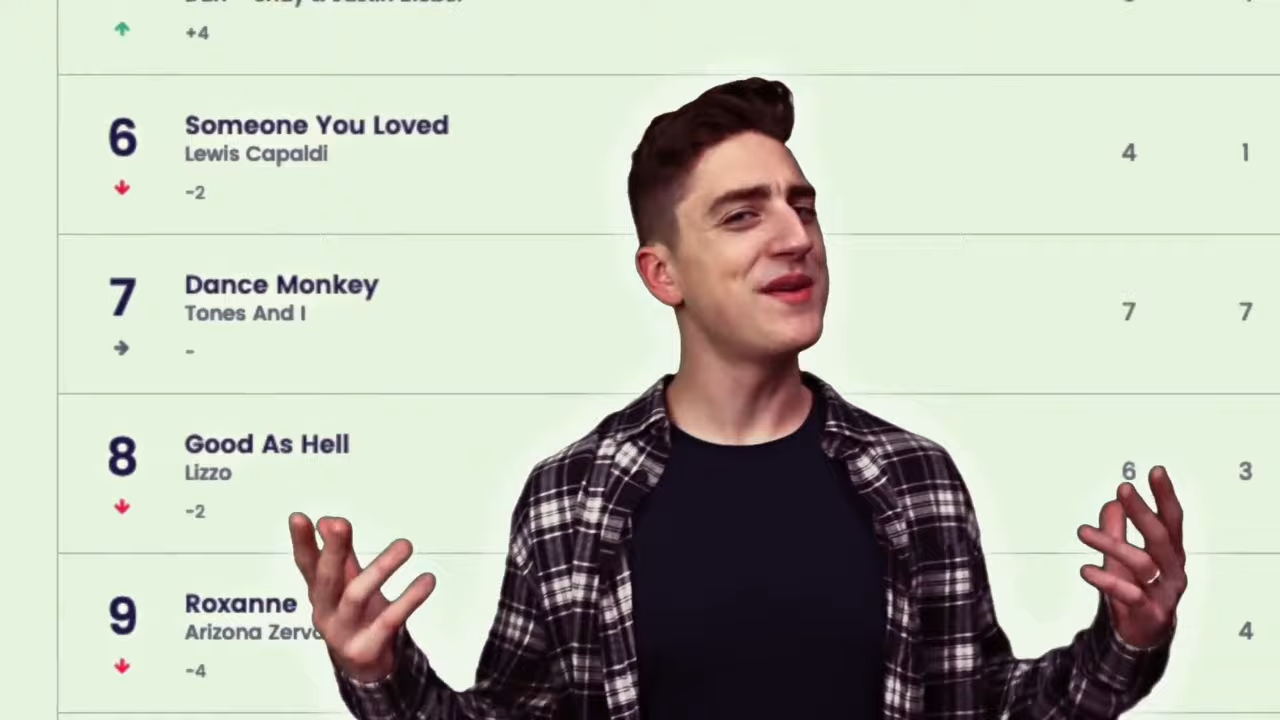 +4
6
Someone You Loved
Lewis Capaldi
-2
4
1
7
Dance Monkey
Tones And I
-
7
7
8
Good As Hell
Lizzo
-2
6
3
9
Roxanne
Arizona
-4
4